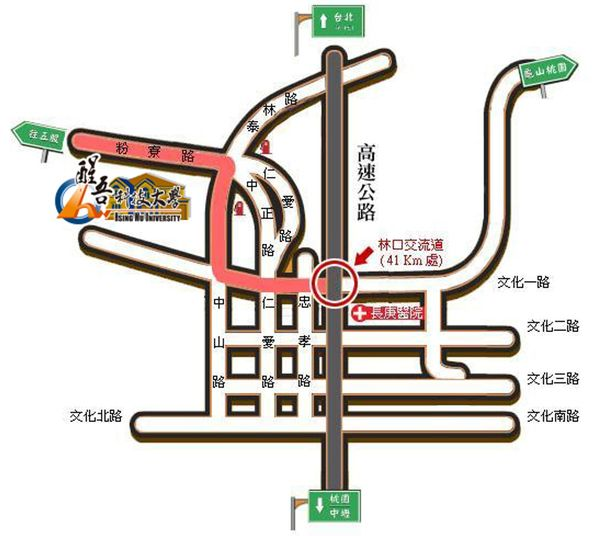 台北
龜山桃園
往五股
粉寮路
泰林路
醒吾科技大學
HSING WU UNIVERSITY
中正路
仁愛路
高速公路
林口交流道
(41 Km 處)
文化一路
長庚醫院
中山路
仁愛路
忠孝路
文化二路
文化三路
文化北路
文化南路
桃園
中壢